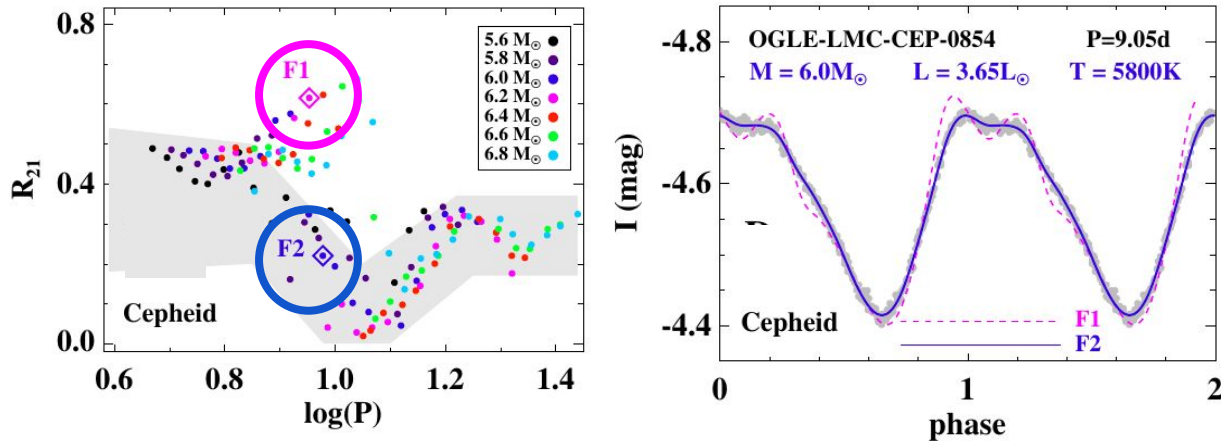 0.8
0.4
0.0
R21
F1
F2
Cepheid
5.6 M⊙
5.8 M⊙
6.0 M⊙
6.2 M⊙
6.4 M⊙
6.6 M⊙
6.8 M⊙
0.6 0.8 1.0 1.2 1.4
log(P)
-4.8
-4.6
-4.4
I (mag)
OGLE-LMC-CEP-0854 P=9.05d
M = 6.0M⊙ L = 3.65L⊙ T = 5800K
Cepheid
F1
F2
0 1 2
phase